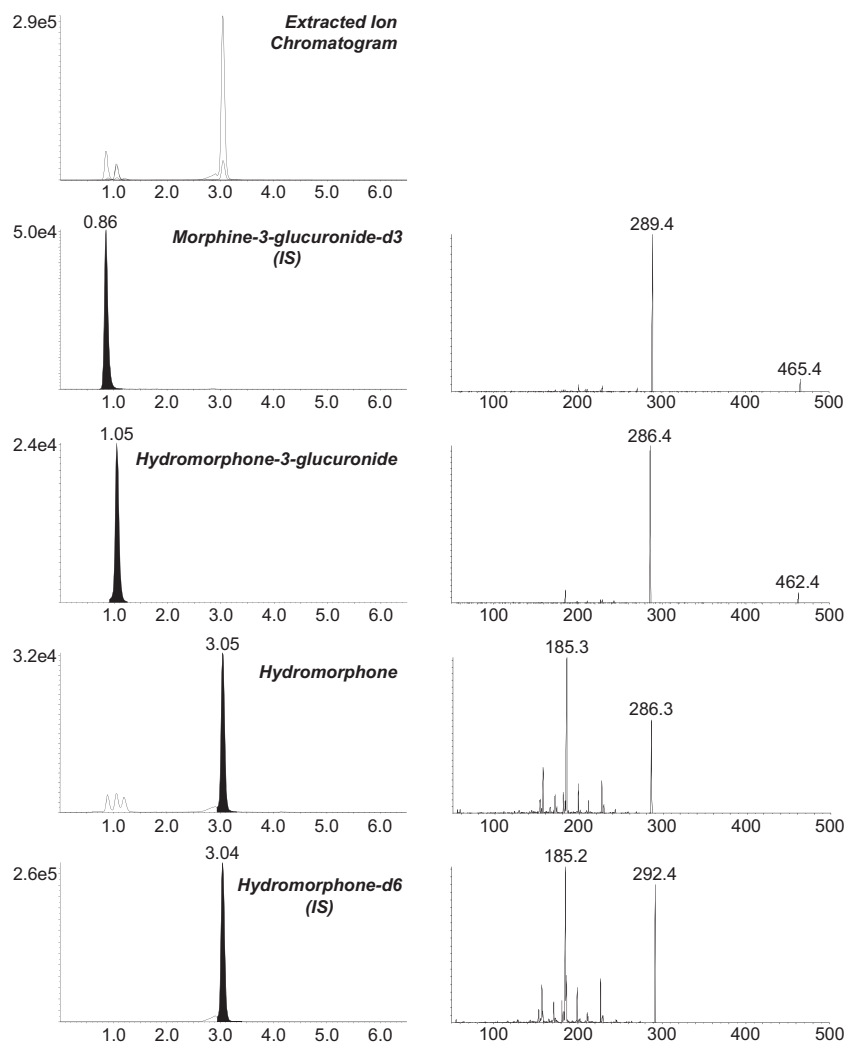 2.9e5
Extracted Ion
Chromatogram
1.0 2.0 3.0 4.0 5.0 6.0
5.0e4
0.86
Morphine-3-glucuronide-d3
(IS)
1.0 2.0 3.0 4.0 5.0 6.0
289.4
465.4
100 200 300 400 500
2.4e4
1.05
Hydromorphone-3-glucuronide
1.0 2.0 3.0 4.0 5.0 6.0
286.4
462.4
100 200 300 400 500
3.2e4
3.05
Hydromorphone
1.0 2.0 3.0 4.0 5.0 6.0
185.3
286.3
100 200 300 400 500
2.6e5
3.04
Hydromorphone-d6
(IS)
1.0 2.0 3.0 4.0 5.0 6.0
185.2
292.4
100 200 300 400 500